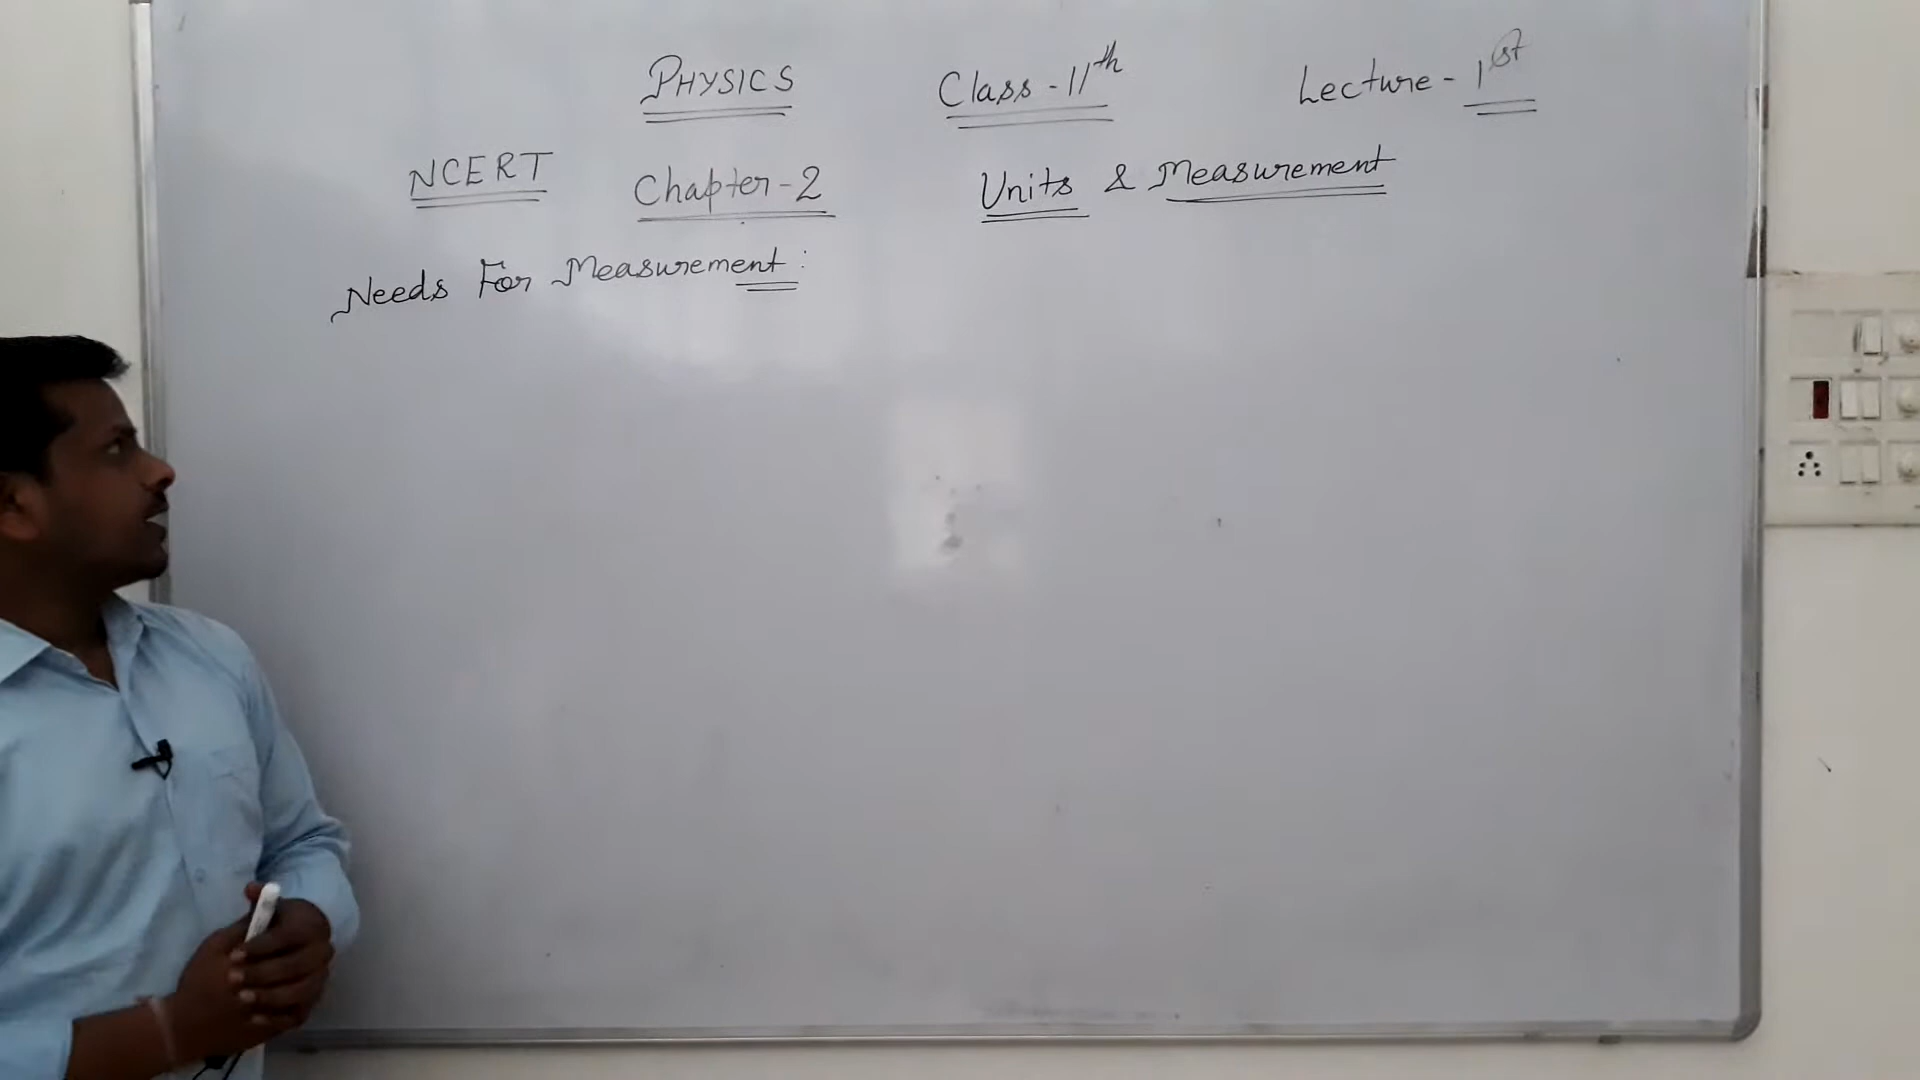 PHYSICS Class-11th Lecture-1st
NCERT Chapter-2 Units & Measurement
Needs For Measurement: